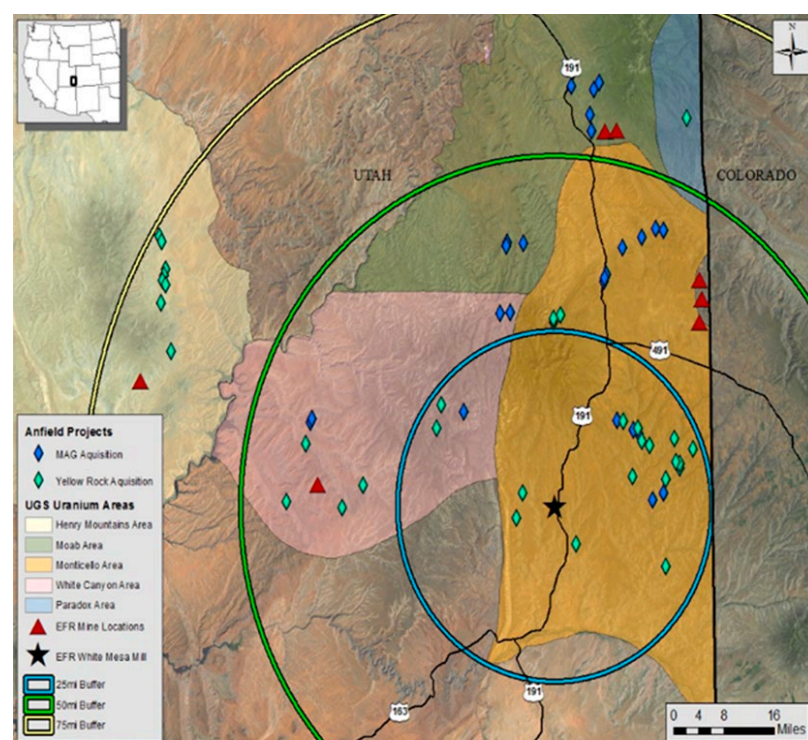 N
191
UTAH
COLORADO
491
191
Anfield Projects
MAG Aquisition
Yellow Rock Aquisition
UGS Uranium Areas
Henry Mountains Area
Moab Area
Monticello Area
White Canyon Area
Paradox Area
EFR Mine Locations
EFR White Mesa Mill
25mi Buffer
50mi Buffer
75mi Buffer
191
163
0 4 8 16
Miles